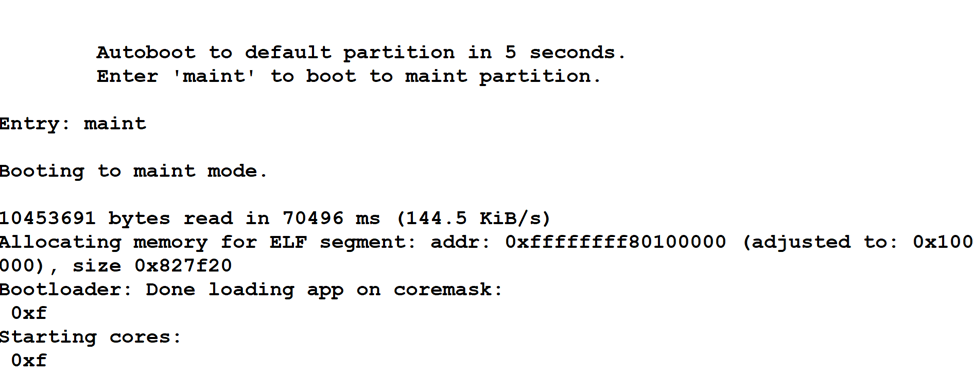 Autoboot to default partition in 5 seconds.
Enter 'maint' to boot to maint partition.
Entry: maint
Booting to maint mode.
10453691 bytes read in 70496 ms (144.5 KiB/s)
Allocating memory for ELF segment: addr: 0xffffffff80100000 (adjusted to: 0x100
000), size 0x827f20
Bootloader: Done loading app on coremask:
0xf
Starting cores:
0xf